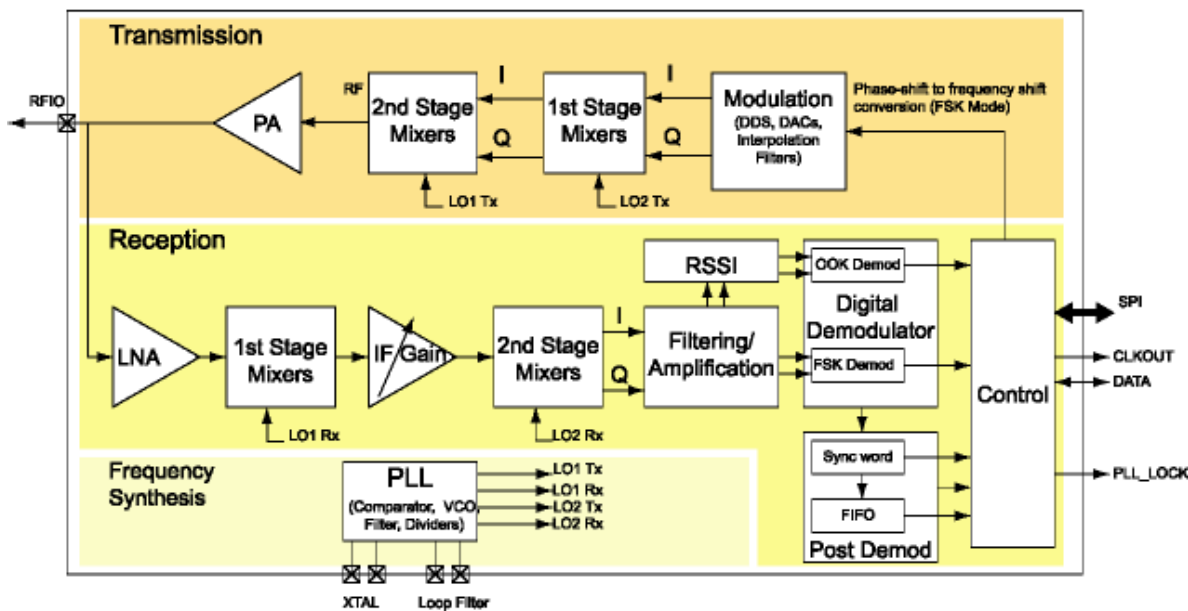 Transmission
RFIO
PA
RF
2nd Stage
Mixers
I
Q
1st Stage
Mixers
I
Q
Modulation
(DDS, DACs,
Interpolation
Filters)
Phase-shift to frequency shift
conversion (FSK Mode)
LO1 Tx
LO2 Tx
Reception
LNA
1st Stage
Mixers
LO1 Rx
IF Gain
2nd Stage
Mixers
LO2 Rx
I
Q
RSSI
Filtering/
Amplification
OOK Demod
Digital
Demodulator
FSK Demod
Sync word
FIFO
Post Demod
Control
SPI
CLKOUT
DATA
PLL_LOCK
Frequency
Synthesis
PLL
(Comparator, VCO,
Filter, Dividers)
LO1 Tx
LO1 Rx
LO2 Tx
LO2 Rx
XTAL
Loop Filter